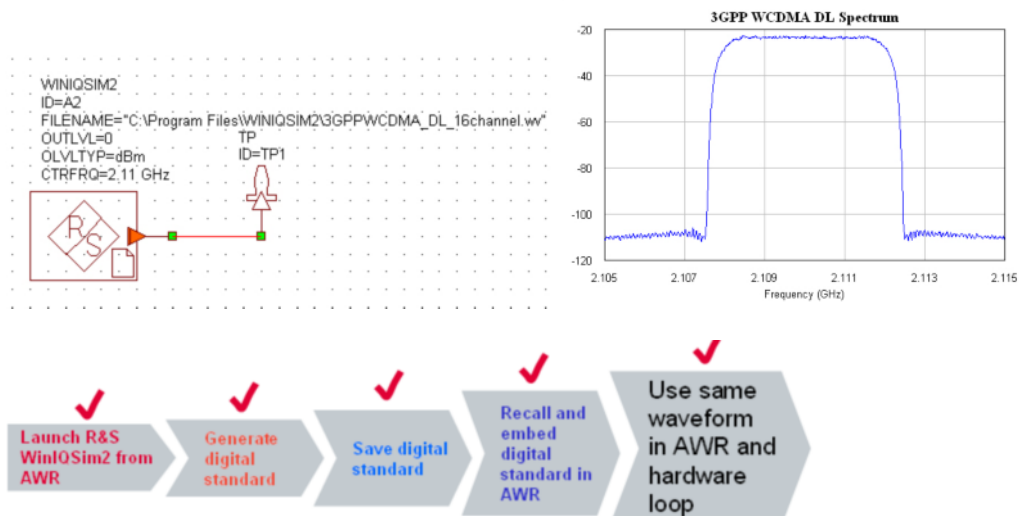 WINIQSIM2
ID=A2
FILENAME="C:\Program Files\WINIQSIM2\3GPPWCDMA_DL_16channel.wv"
OUTLVL=0
OLVLTYP=dBm
CTRFRQ=2.11 GHz
TP
ID=TP1
R
S
3GPP WCDMA DL Spectrum
-20
-40
-60
-80
-100
-120
2.105
2.107
2.109
2.111
2.113
2.115
Frequency (GHz)
Launch R&S
WinIQSim2 from
AWR
Generate
digital
standard
Save digital
standard
Recall and
embed
digital
standard in
AWR
Use same
waveform
in AWR and
hardware
loop